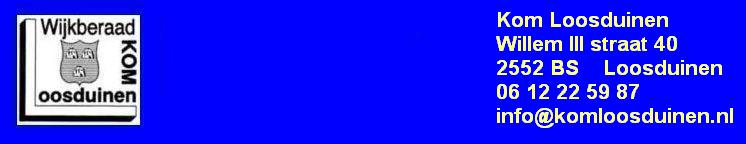 Wijkberaad
KOM
oosduinen
Kom Loosduinen
Willem III straat 40
2552 BS Loosduinen
06 12 22 59 87
info@komloosduinen.nl